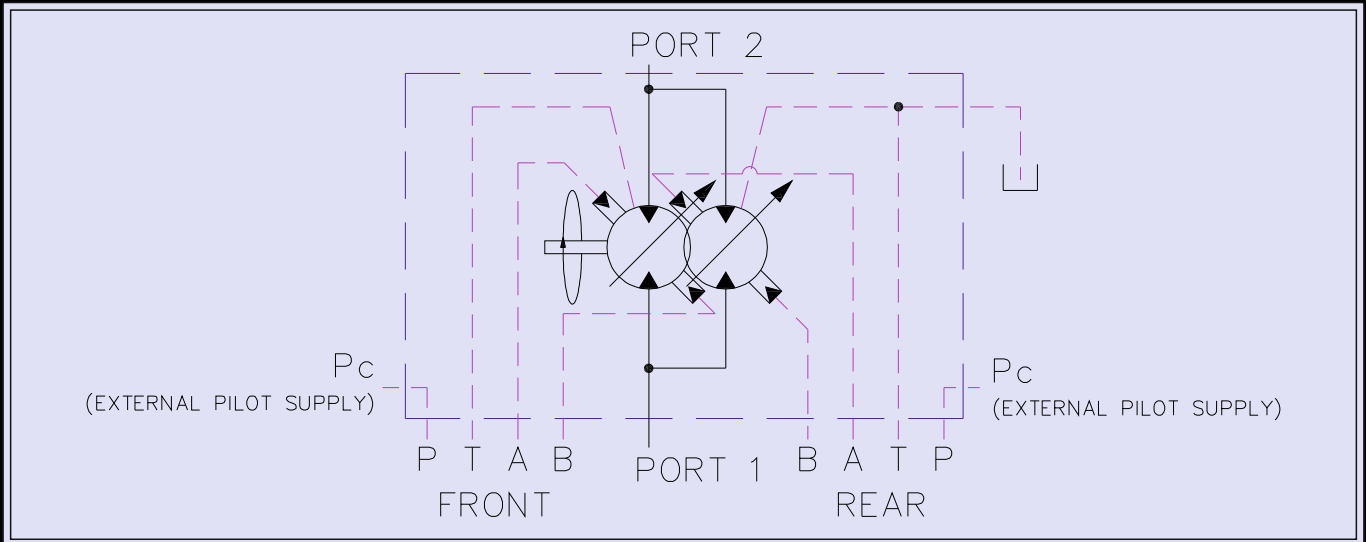 PORT 2
Pc
(EXTERNAL PILOT SUPPLY)
Pc
(EXTERNAL PILOT SUPPLY)
P T A B
PORT 1
B A T P
FRONT
REAR